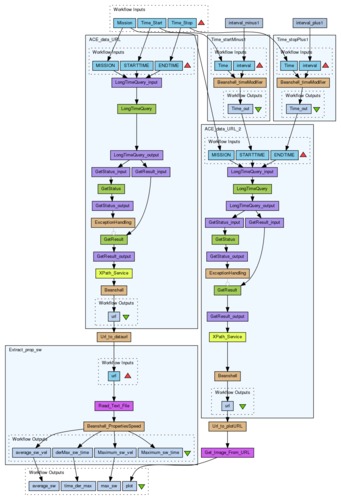 Workflow Inputs
Mission Time_Start Time_Stop
interval_minus1 interval_plus1
ACE_data_URL
Workflow Inputs
MISSION STARTTIME ENDTIME
LongTimeQuery_input
LongTimeQuery
LongTimeQuery_output
GetStatus_input GetResult_input
GetStatus
GetStatus_output
ExceptionHandling
GetResult
GetResult_output
XPath_Service
Beanshell
Workflow Outputs
url
Time_startMinus1
Workflow Inputs
Time interval
Beanshell_timeModifier
Workflow Outputs
Time_out
Time_stopPlus1
Workflow Inputs
Time interval
Beanshell_timeModifier
Workflow Outputs
Time_out
ACE_data_URL_2
Workflow Inputs
MISSION STARTTIME ENDTIME
LongTimeQuery_input
LongTimeQuery
LongTimeQuery_output
GetStatus_input GetResult_input
GetStatus
GetStatus_output
ExceptionHandling
GetResult
GetResult_output
XPath_Service
Beanshell
Workflow Outputs
url
Url_to_dataurl
Url_to_plotURL
Get_Image_From_URL
Extract_prop_sw
Workflow Inputs
url
Read_Text_File
Beanshell_PropertiesSpeed
Workflow Outputs
average_sw_vel derMax_sw_time Maximum_sw_vel Maximum_sw_time
Workflow Outputs
average_sw time_der_max max_sw plot